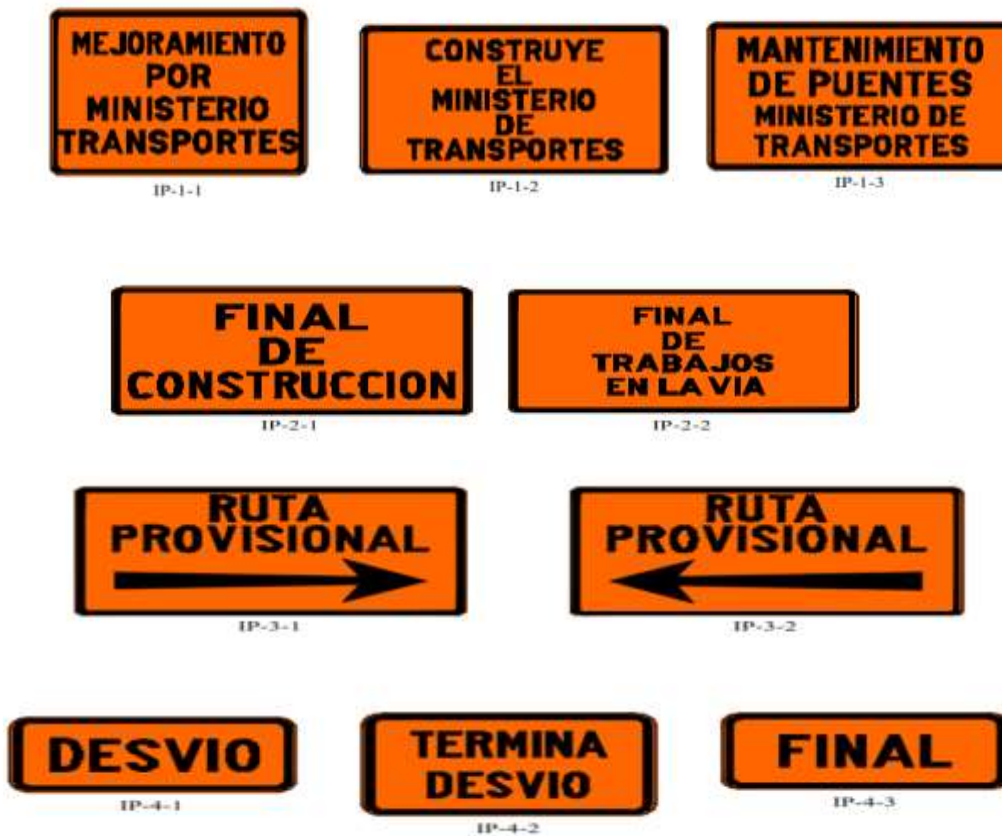 MEJORAMIENTO
POR
MINISTERIO
TRANSPORTES
IP-1-1
CONSTRUYE
EL
MINISTERIO
DE
TRANSPORTES
IP-1-2
MANTENIMIENTO
DE PUENTES
MINISTERIO DE
TRANSPORTES
IP-1-3
FINAL
DE
CONSTRUCCION
IP-2-1
FINAL
DE
TRABAJOS
EN LA VIA
IP-2-2
RUTA
PROVISIONAL
IP-3-1
RUTA
PROVISIONAL
IP-3-2
DESVIO
IP-4-1
TERMINA
DESVIO
IP-4-2
FINAL
IP-4-3